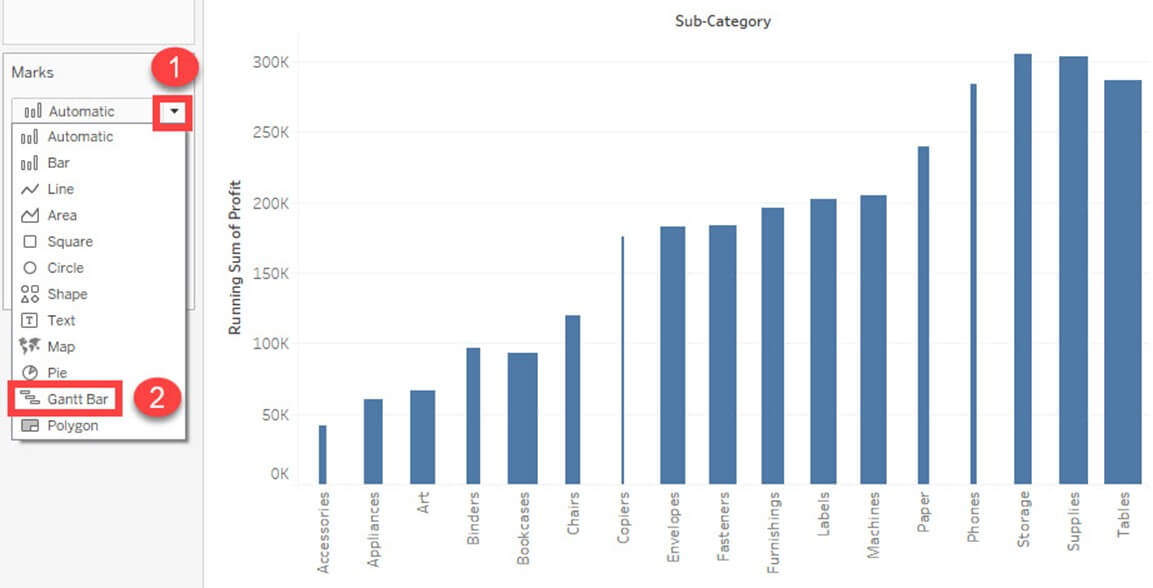 Marks
1
Automatic
Automatic
Bar
Line
Area
Square
Circle
Shape
Text
Map
Pie
Gantt Bar
2
Polygon
Sub-Category
Running Sum of Profit
300K
250K
200K
150K
100K
50K
0K
Accessories
Appliances
Art
Binders
Bookcases
Chairs
Copiers
Envelopes
Fasteners
Furnishings
Labels
Machines
Paper
Phones
Storage
Supplies
Tables